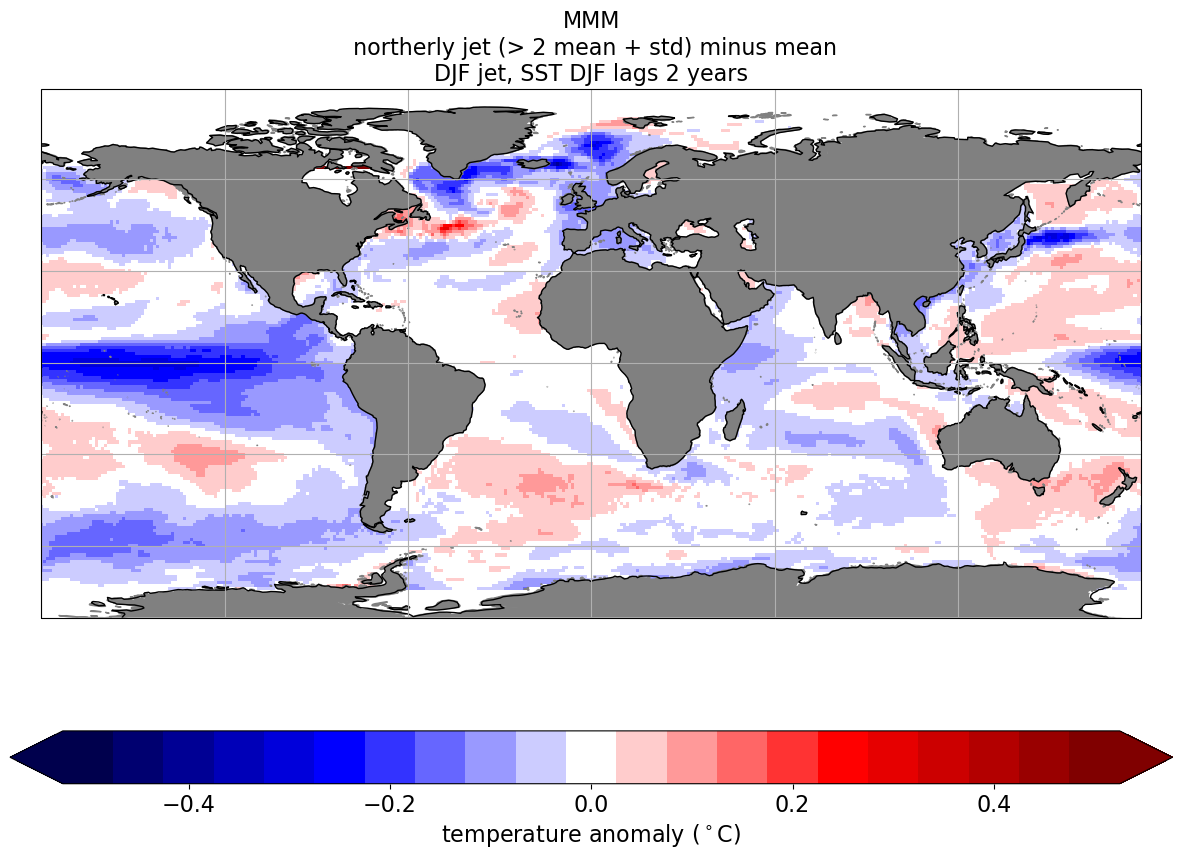 MMM
northerly jet (> 2 mean + std) minus mean
DJF jet, SST DJF lags 2 years
−0.4 −0.2 0.0 0.2 0.4
temperature anomaly (°C)